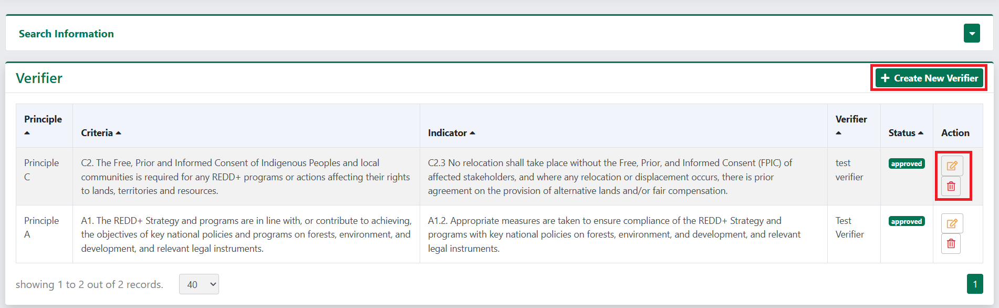 Search Information
Verifier
Create New Verifier
Principle
Criteria
Indicator
Verifier
Status
Action
Principle
C
C2. The Free, Prior and Informed Consent of Indigenous Peoples and local
communities is required for any REDD+ programs or actions affecting their rights
to lands, territories and resources.
C2.3 No relocation shall take place without the Free, Prior, and Informed Consent (FPIC) of
affected stakeholders, and where any relocation or displacement occurs, there is prior
agreement on the provision of alternative lands and/or fair compensation.
test
verifier
approved
Principle
A
A1. The REDD+ Strategy and programs are in line with, or contribute to achieving,
the objectives of key national policies and programs on forests, environment, and
development, and relevant legal instruments.
A1.2. Appropriate measures are taken to ensure compliance of the REDD+ Strategy and
programs with key national policies on forests, environment, and development, and relevant
legal instruments.
Test
Verifier
approved
showing 1 to 2 out of 2 records.
40
1